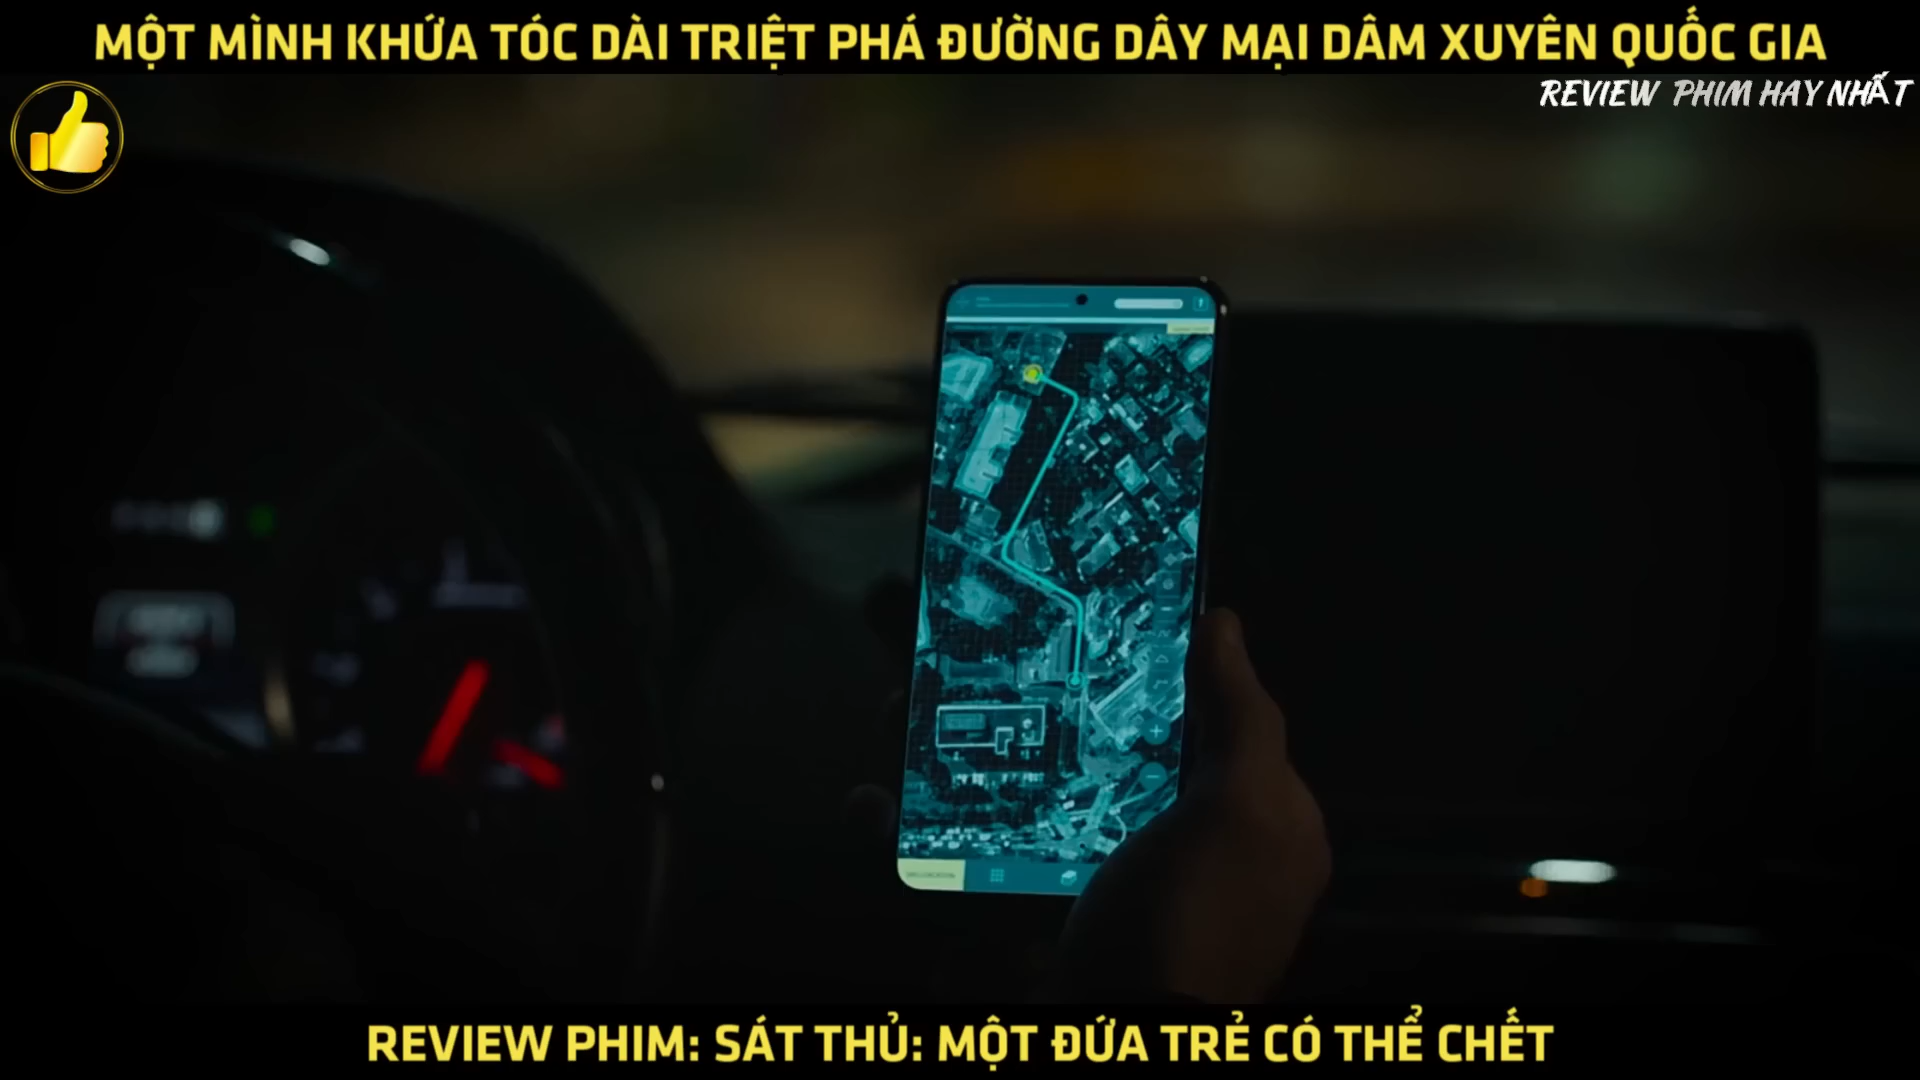 MỘT MÌNH KHỨA TÓC DÀI TRIỆT PHÁ ĐƯỜNG DÂY MẠI DÂM XUYÊN QUỐC GIA
REVIEW PHIM HAY NHẤT
REVIEW PHIM: SÁT THỦ: MỘT ĐỨA TRẺ CÓ THỂ CHẾT